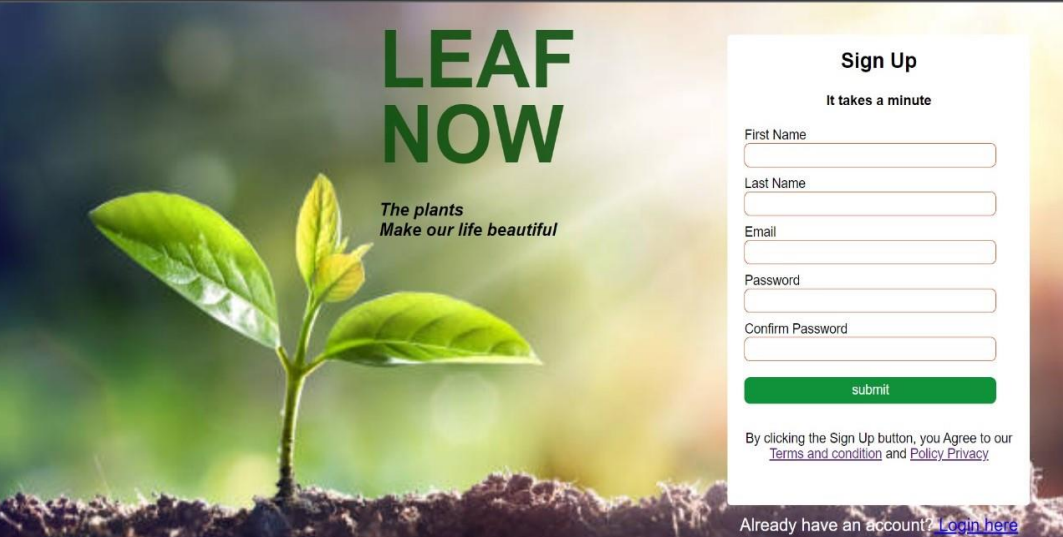 LEAF
NOW
The plants
Make our life beautiful
Sign Up
It takes a minute
First Name
Last Name
Email
Password
Confirm Password
submit
By clicking the Sign Up button, you Agree to our
Terms and condition and Policy Privacy
Already have an account? Login here